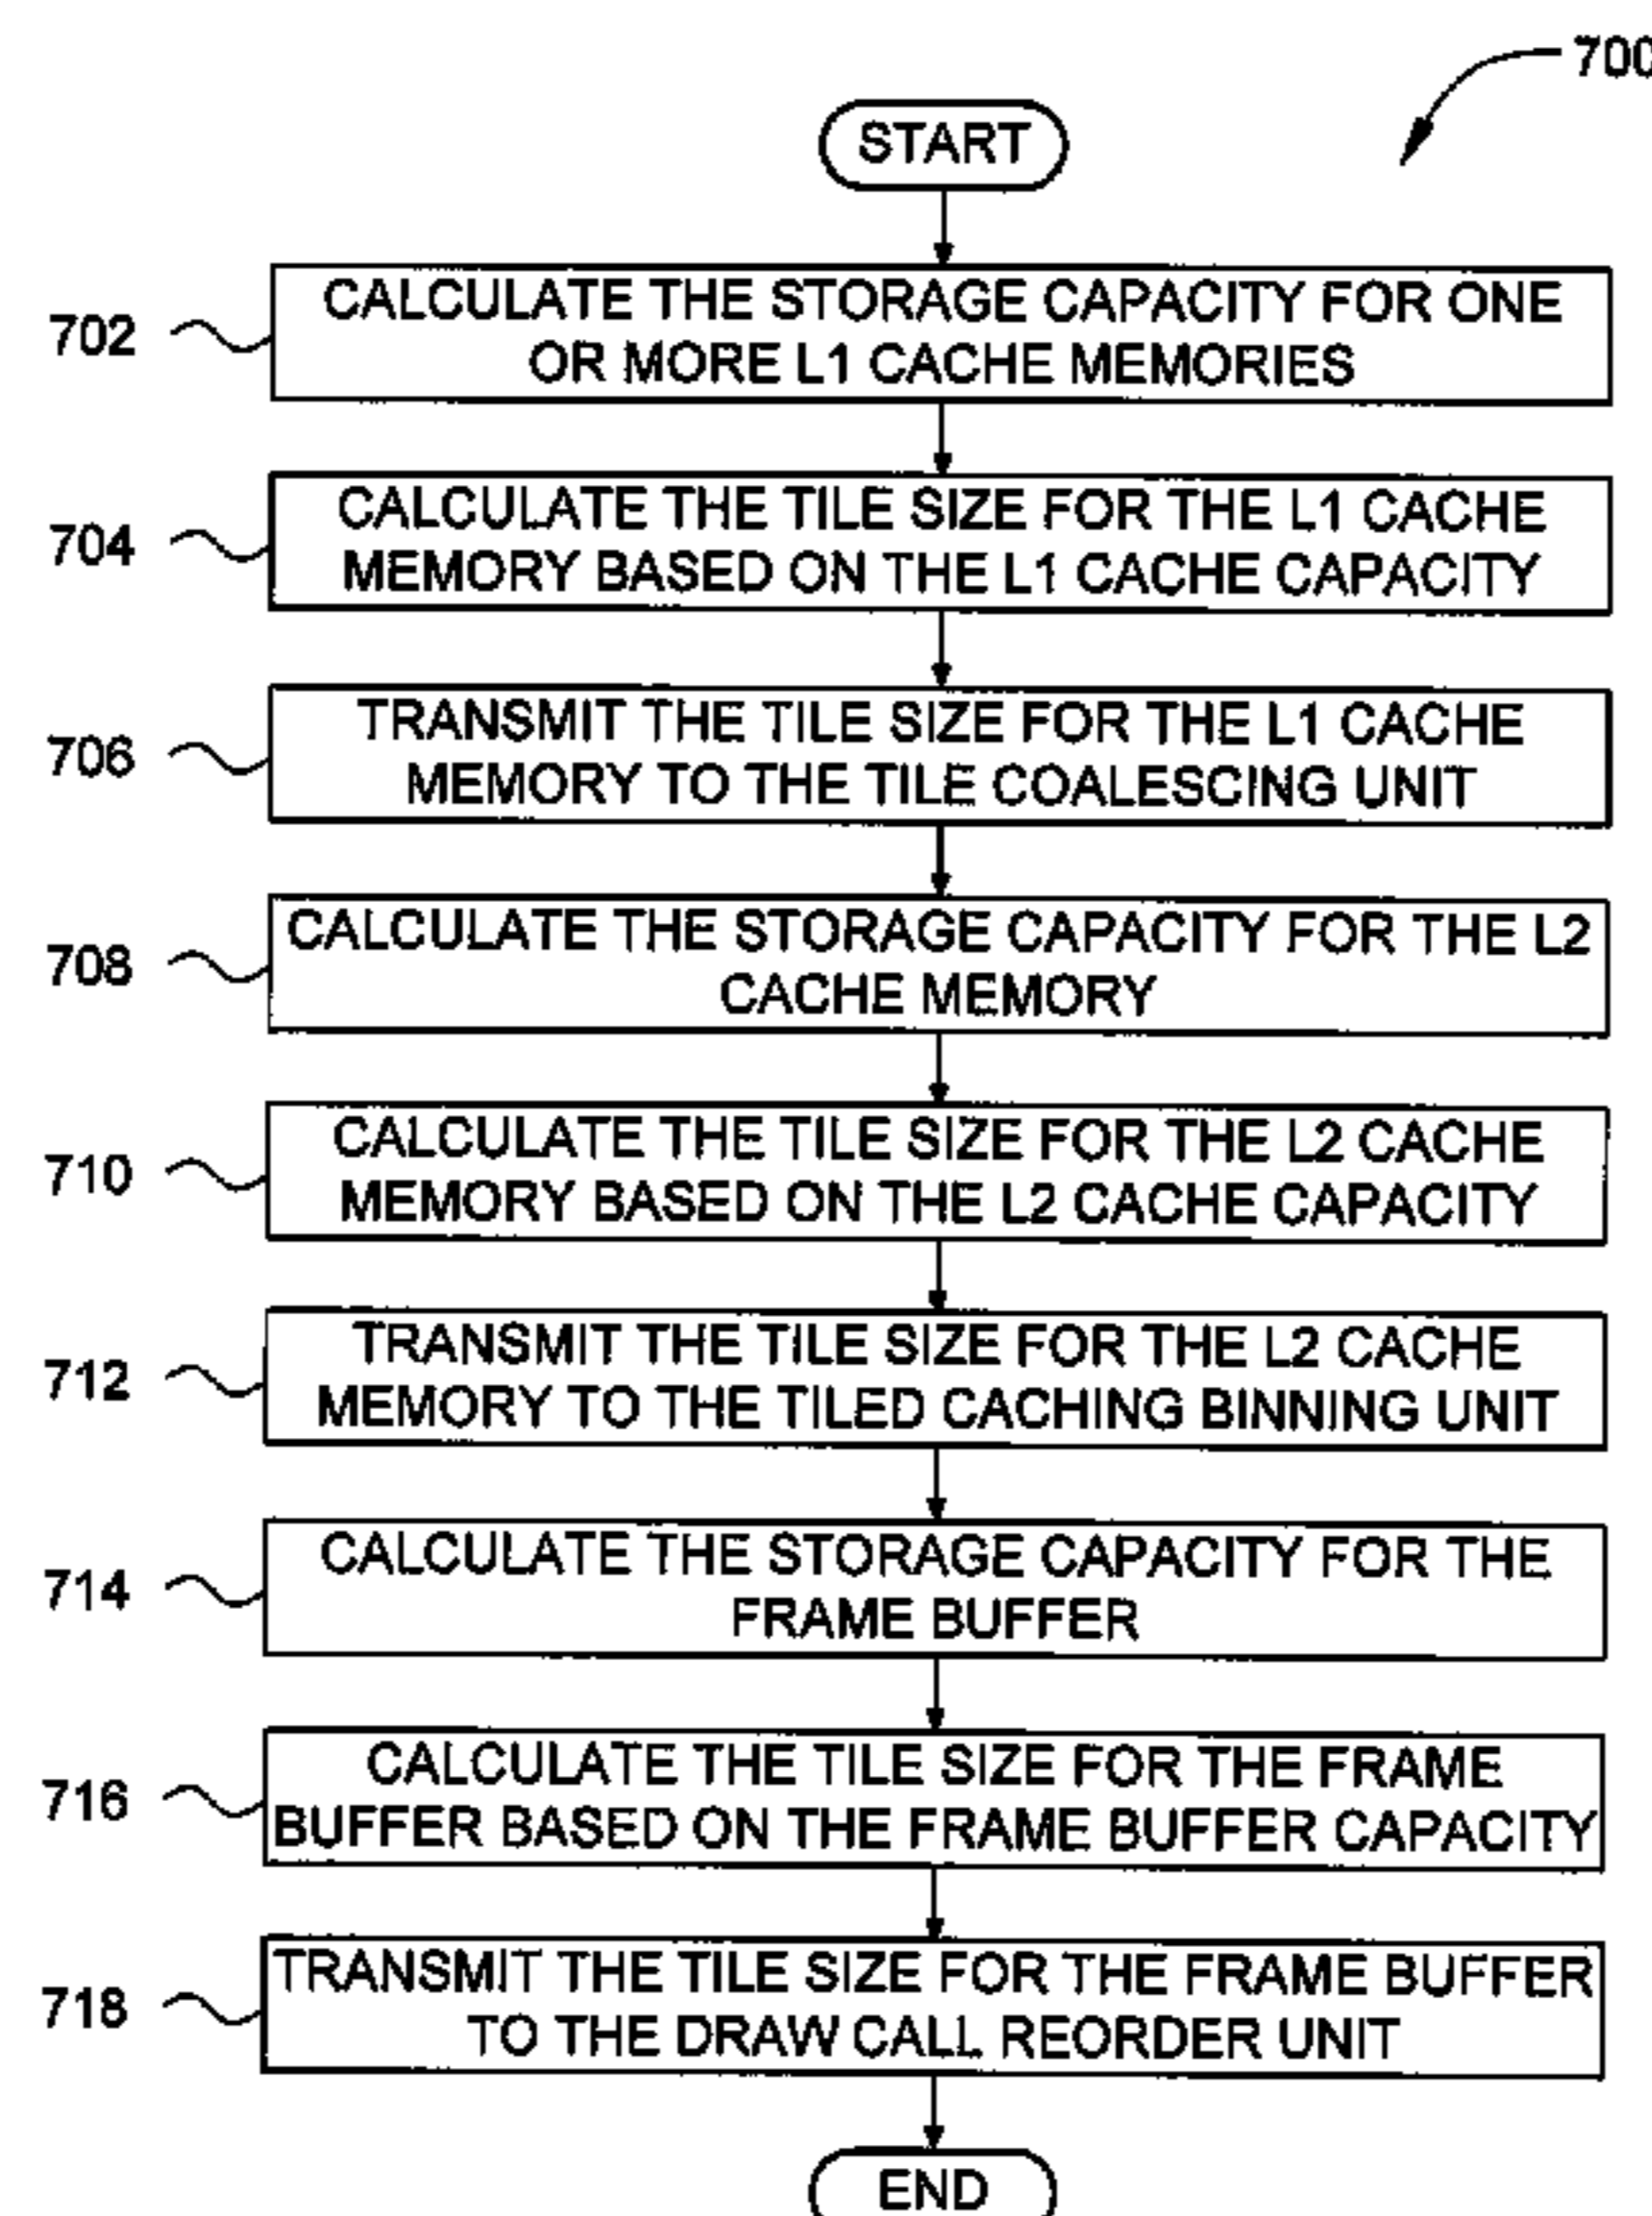 700
START
702
CALCULATE THE STORAGE CAPACITY FOR ONE
OR MORE L1 CACHE MEMORIES
704
CALCULATE THE TILE SIZE FOR THE L1 CACHE
MEMORY BASED ON THE L1 CACHE CAPACITY
706
TRANSMIT THE TILE SIZE FOR THE L1 CACHE
MEMORY TO THE TILE COALESCING UNIT
708
CALCULATE THE STORAGE CAPACITY FOR THE L2
CACHE MEMORY
710
CALCULATE THE TILE SIZE FOR THE L2 CACHE
MEMORY BASED ON THE L2 CACHE CAPACITY
712
TRANSMIT THE TILE SIZE FOR THE L2 CACHE
MEMORY TO THE TILED CACHING BINNING UNIT
714
CALCULATE THE STORAGE CAPACITY FOR THE
FRAME BUFFER
716
CALCULATE THE TILE SIZE FOR THE FRAME
BUFFER BASED ON THE FRAME BUFFER CAPACITY
718
TRANSMIT THE TILE SIZE FOR THE FRAME BUFFER
TO THE DRAW CALL REORDER UNIT
END